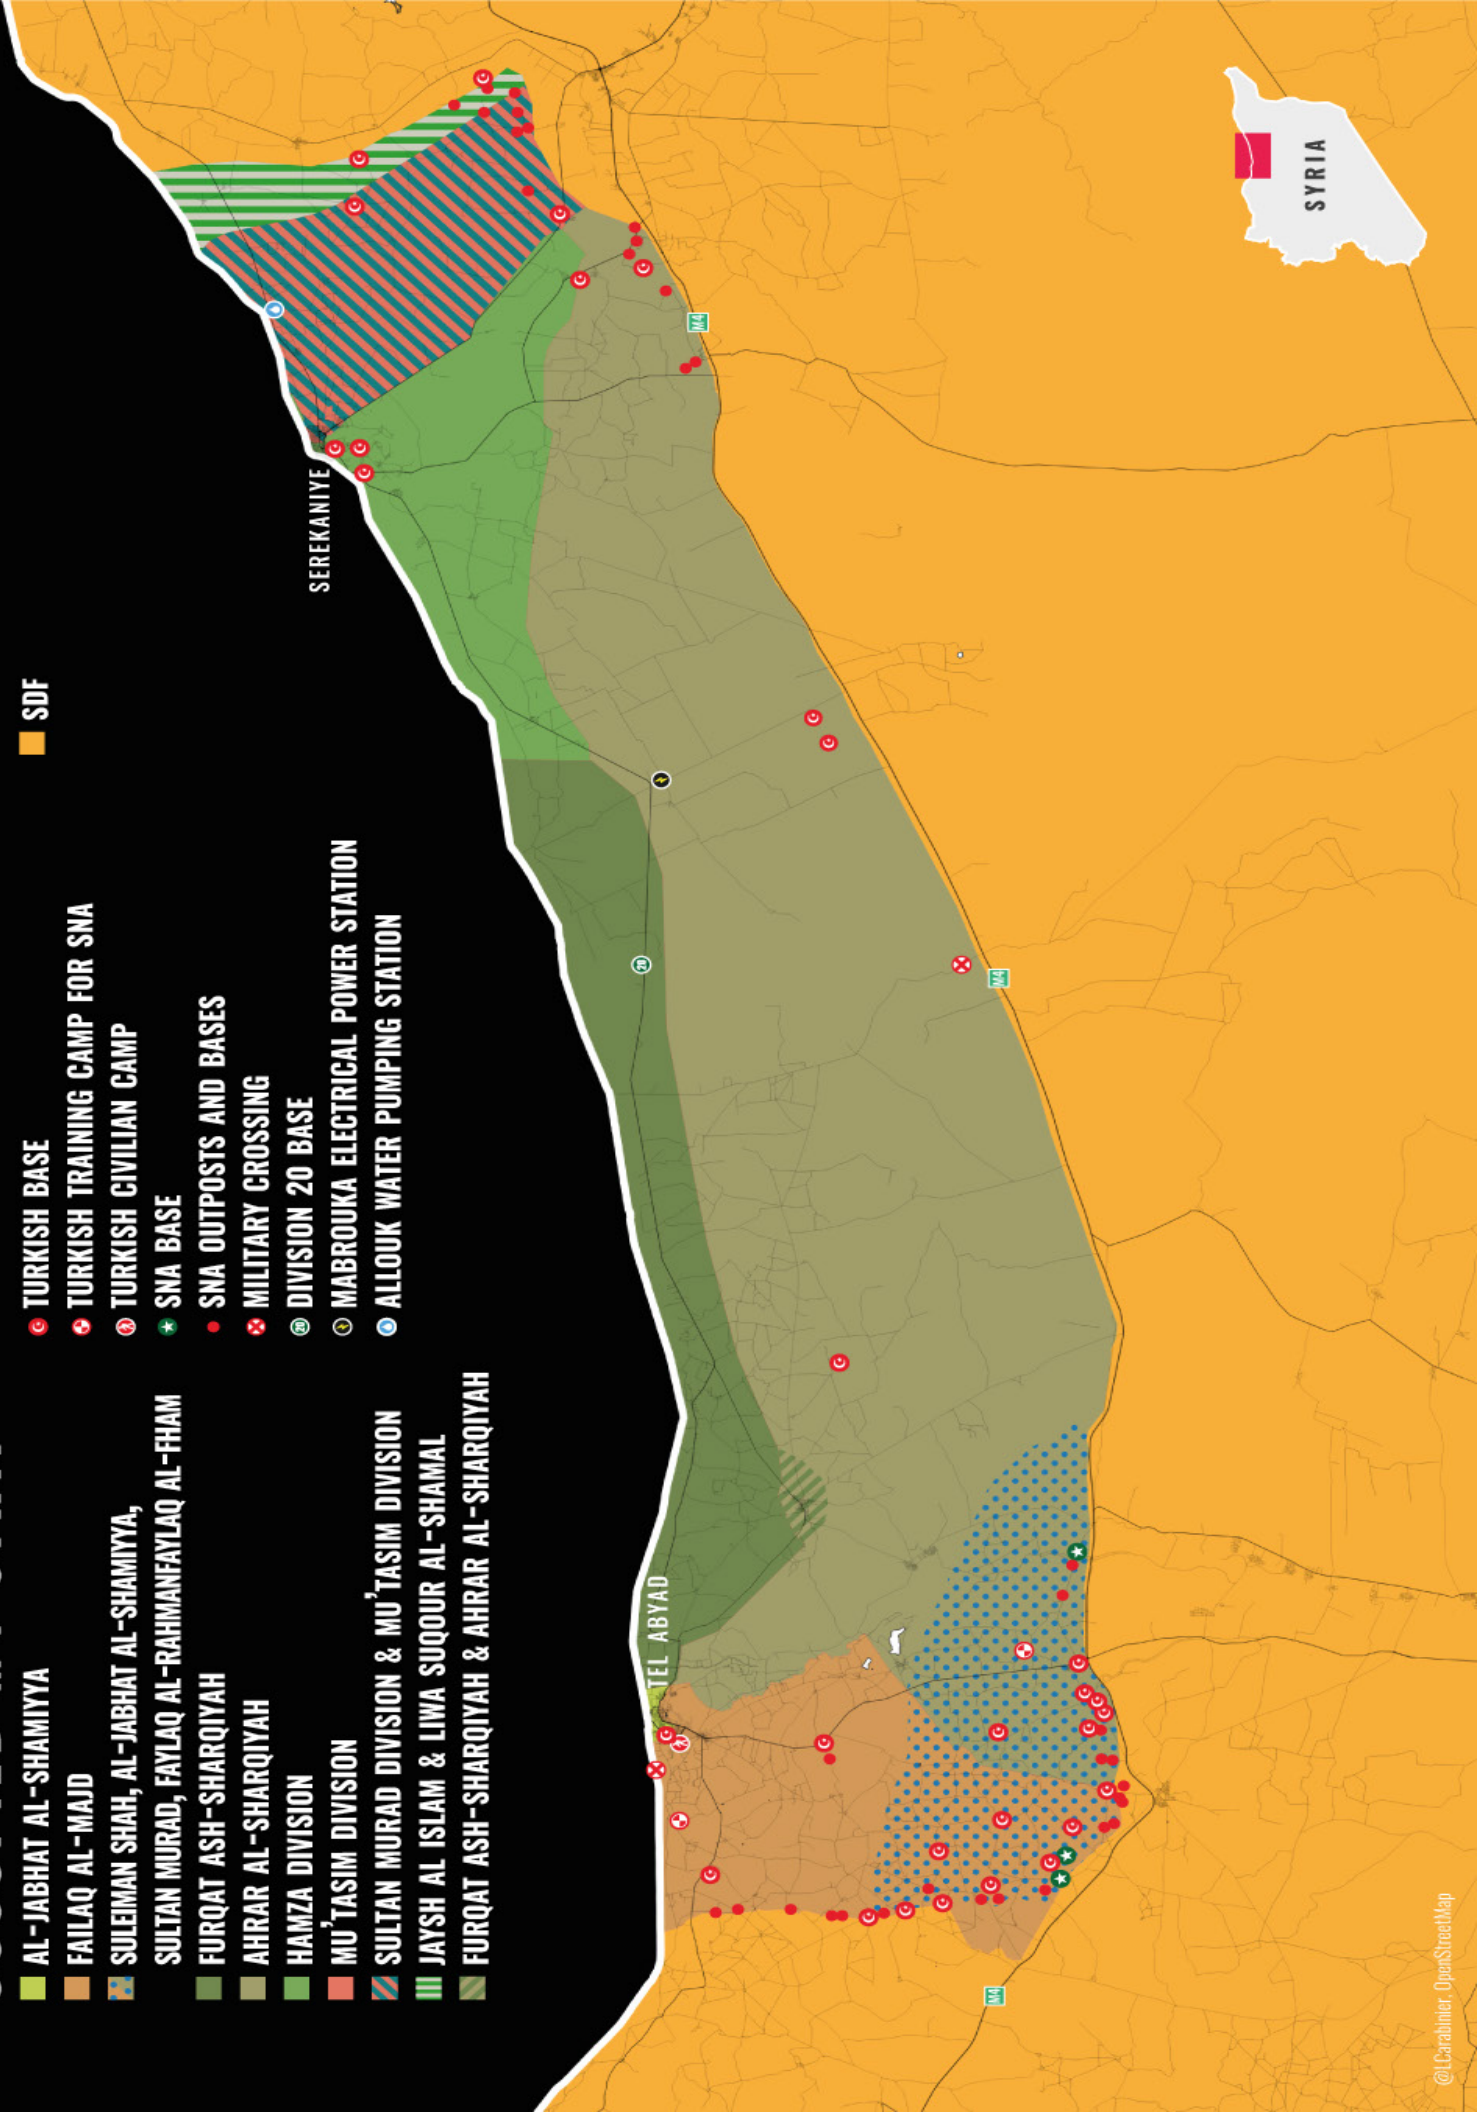 AL-JABHAT AL-SHAMIYYA
FAILAQ AL-MAJD
SULEIMAN SHAH, AL-JABHAT AL-SHAMIYYA,
SULTAN MURAD, FAYLAQ AL-RAHMANFAYLAQ AL-FHAM
FURQAT ASH-SHARQIYAH
AHRAR AL-SHARQIYAH
HAMZA DIVISION
MU'TASIM DIVISION
SULTAN MURAD DIVISION & MU'TASIM DIVISION
JAYSH AL ISLAM & LIWA SUQOUR AL-SHAMAL
FURQAT ASH-SHARQIYAH & AHRAR AL-SHARQIYAH
TURKISH BASE
TURKISH TRAINING CAMP FOR SNA
TURKISH CIVILIAN CAMP
SNA BASE
SNA OUTPOSTS AND BASES
MILITARY CROSSING
20 DIVISION 20 BASE
MABROUKA ELECTRICAL POWER STATION
ALLOUK WATER PUMPING STATION
SDF
SEREKANIYE
TEL ABYAD
20
M4
M4
M4
SYRIA
@LCarabinier, OpenStreetMap